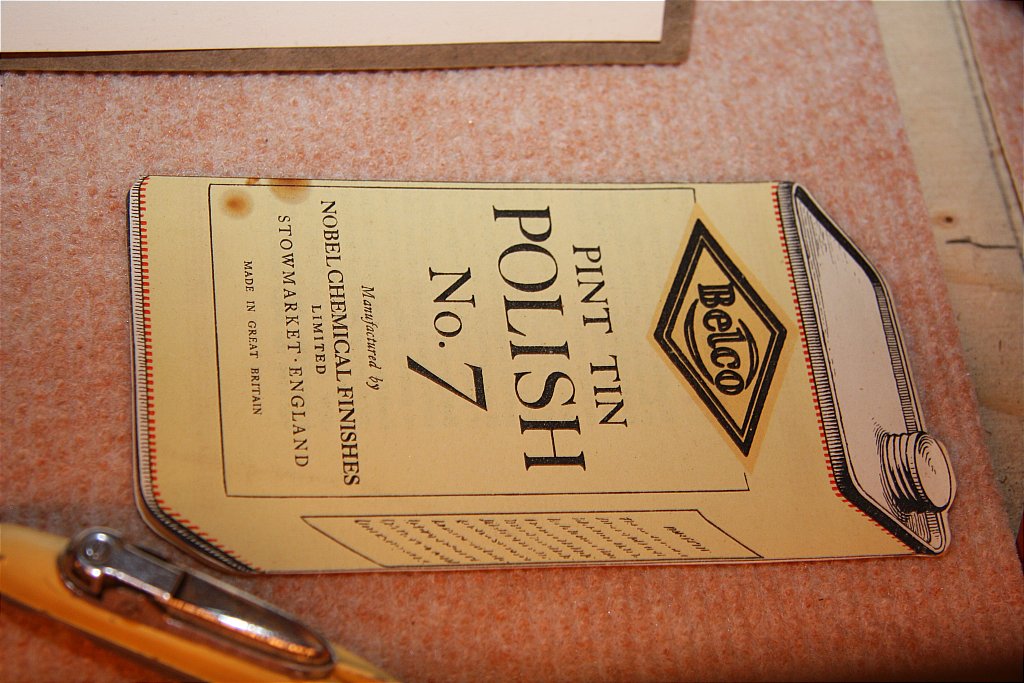 Belco
PINT TIN
POLISH
No. 7
Manufactured by
NOBEL CHEMICAL FINISHES
LIMITED
STOWMARKET · ENGLAND
MADE IN GREAT BRITAIN